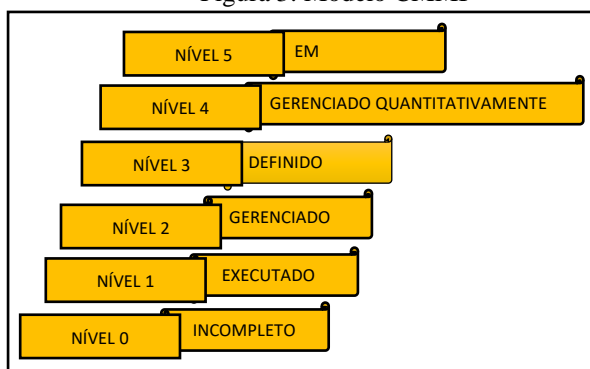 NÍVEL 5 EM
NÍVEL 4 GERENCIADO QUANTITATIVAMENTE
NÍVEL 3 DEFINIDO
NÍVEL 2 GERENCIADO
NÍVEL 1 EXECUTADO
NÍVEL 0 INCOMPLETO